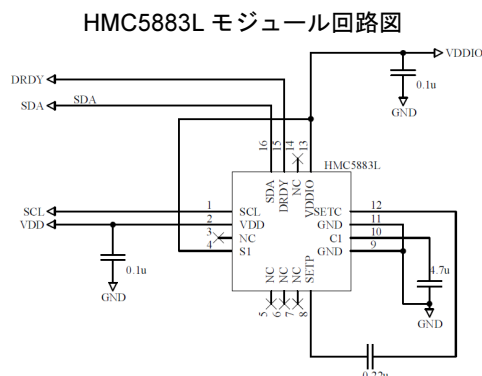 HMC5883L モジュール回路図
VDDIO
0.1u
GND
DRDY
SDA
SDA
16
15
14
13
HMC5883L
SDA
DRDY
NC
VDDIO
SCL
1
SCL
VSETC
12
VDD
2
VDD
GND
11
3
NC
C1
10
4
S1
GND
9
0.1u
GND
NC
NC
NC
SETP
5
6
7
8
4.7u
GND
0.22u